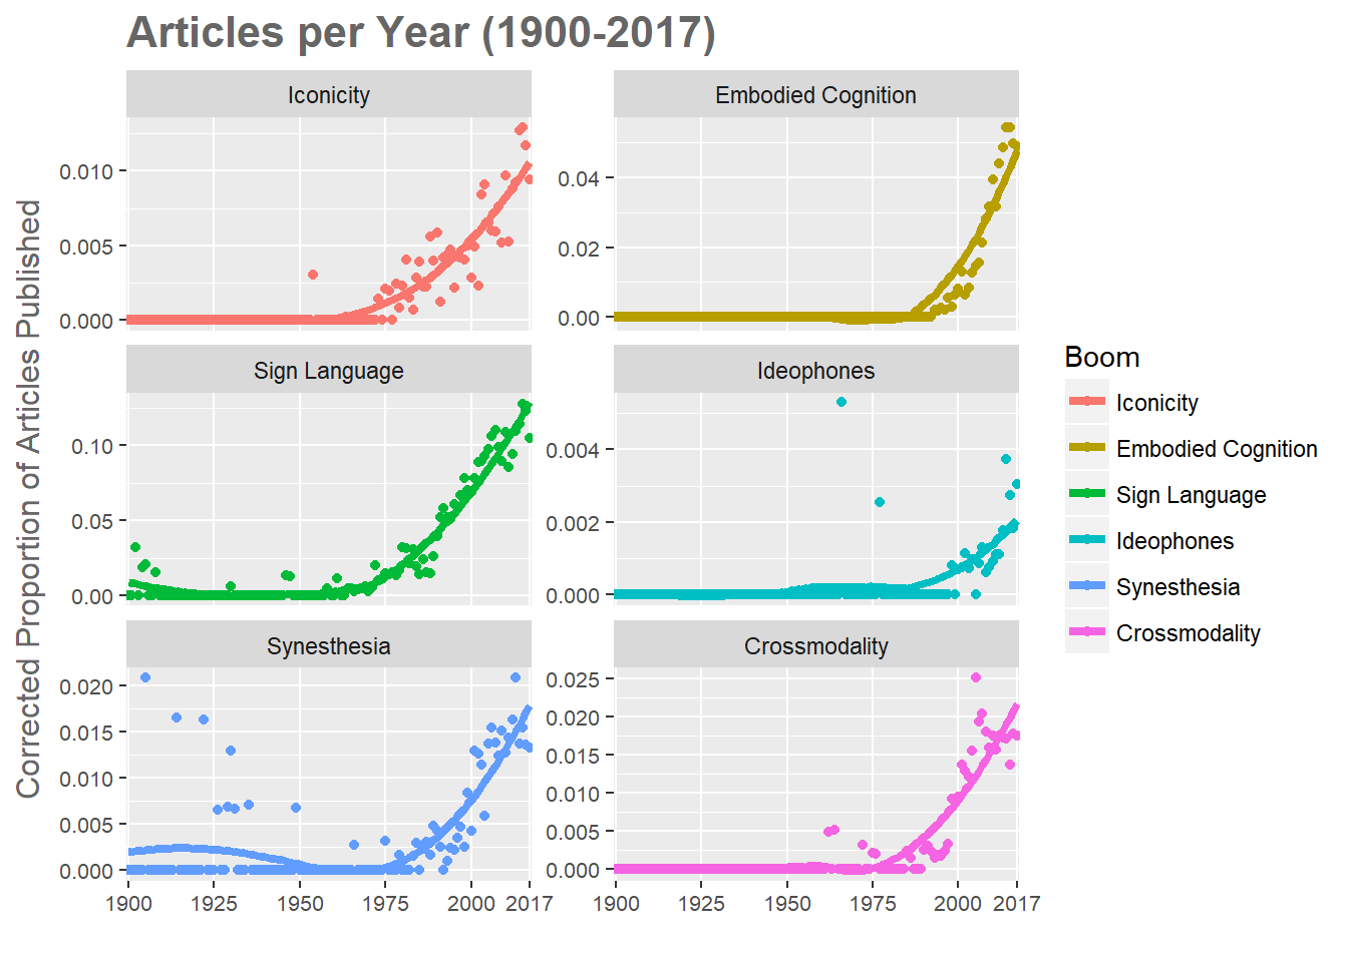 Articles per Year (1900-2017)
Corrected Proportion of Articles Published
Iconicity
0.010
0.005
0.000
Embodied Cognition
0.04
0.02
0.00
Sign Language
0.10
0.05
0.00
Ideophones
0.004
0.002
0.000
Synesthesia
0.020
0.015
0.010
0.005
0.000
1900 1925 1950 1975 2000 2017
Crossmodality
0.025
0.020
0.015
0.010
0.005
0.000
1900 1925 1950 1975 2000 2017
Boom
Iconicity
Embodied Cognition
Sign Language
Ideophones
Synesthesia
Crossmodality